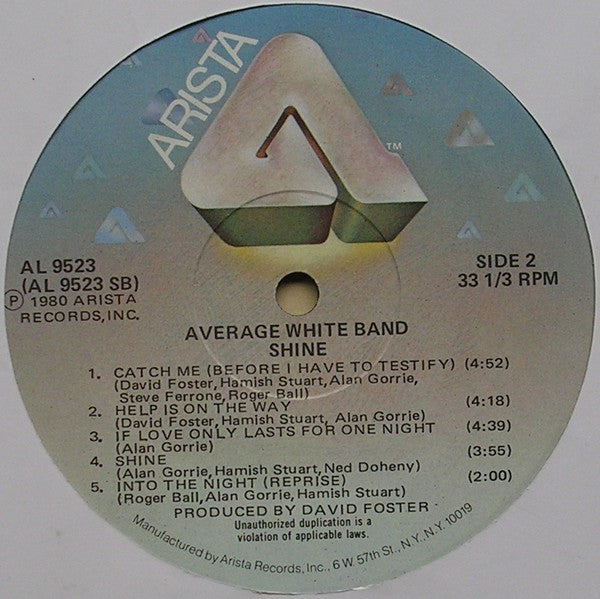 ARISTA
TM
AL 9523
(AL 9523 SB)
Ⓟ 1980 ARISTA
RECORDS, INC.
SIDE 2
33 1/3 RPM
AVERAGE WHITE BAND
SHINE
1. CATCH ME (BEFORE I HAVE TO TESTIFY) (4:52)
(David Foster, Hamish Stuart, Alan Gorrie,
Steve Ferrone, Roger Ball)
2. HELP IS ON THE WAY (4:18)
(David Foster, Hamish Stuart, Alan Gorrie)
3. IF LOVE ONLY LASTS FOR ONE NIGHT (4:39)
(Alan Gorrie)
4. SHINE (3:55)
(Alan Gorrie, Hamish Stuart, Ned Doheny)
5. INTO THE NIGHT (REPRISE) (2:00)
(Roger Ball, Alan Gorrie, Hamish Stuart)
PRODUCED BY DAVID FOSTER
Unauthorized duplication is a
violation of applicable laws.
Manufactured by Arista Records, Inc., 6 W. 57th St., N.Y., N.Y. 10019